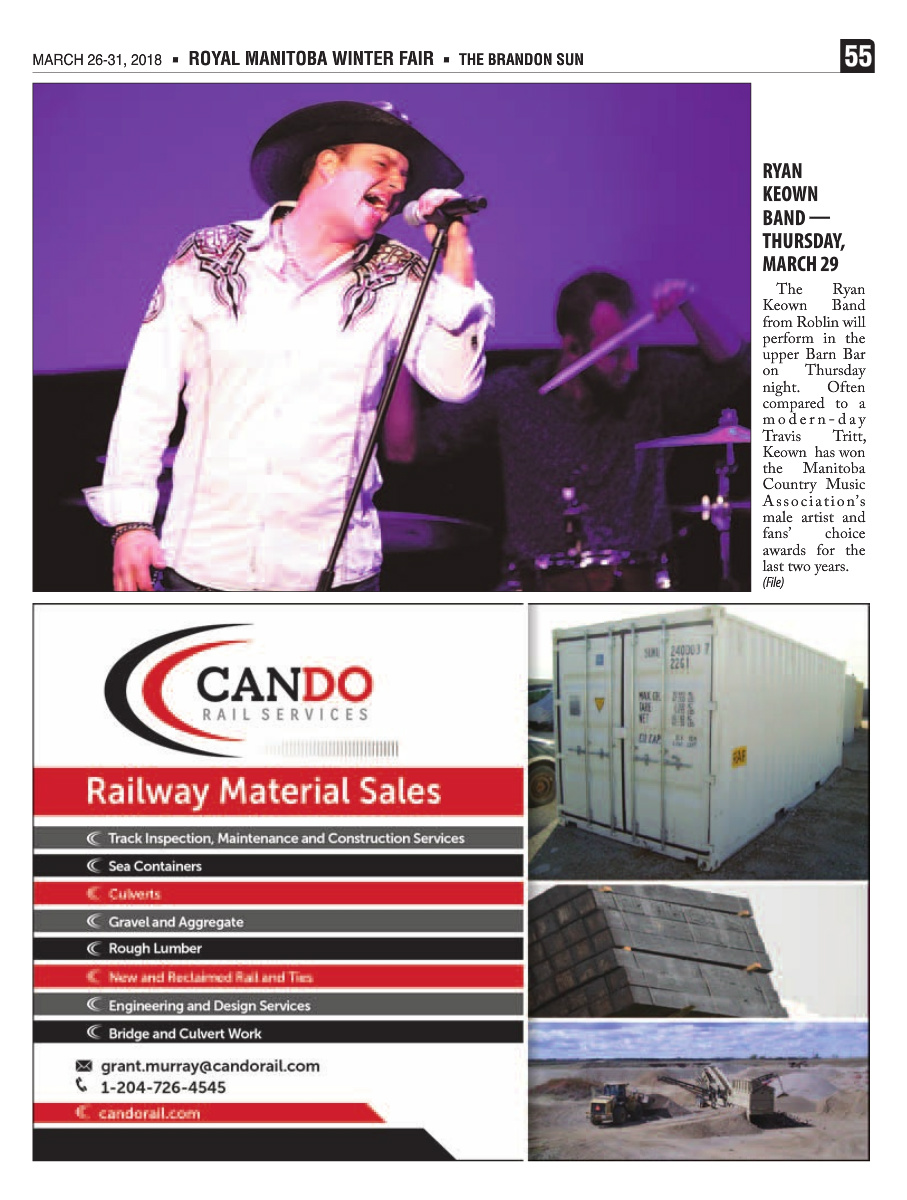 MARCH 26-31, 2018 ▪ ROYAL MANITOBA WINTER FAIR ▪ THE BRANDON SUN
55
RYAN
KEOWN
BAND —
THURSDAY,
MARCH 29
The Ryan
Keown Band
from Roblin will
perform in the
upper Barn Bar
on Thursday
night. Often
compared to a
modern-day
Travis Tritt,
Keown has won
the Manitoba
Country Music
Association's
male artist and
fans' choice
awards for the
last two years.
(File)
CANDO
RAIL SERVICES
Railway Material Sales
Track Inspection, Maintenance and Construction Services
Sea Containers
Culverts
Gravel and Aggregate
Rough Lumber
New and Reclaimed Rail and Ties
Engineering and Design Services
Bridge and Culvert Work
grant.murray@candorail.com
1-204-726-4545
candorail.com
240003 7
22G1
TARE
NET